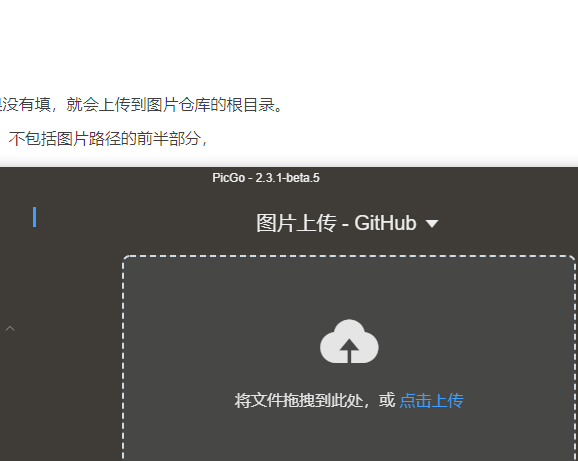 没有填，就会上传到图片仓库的根目录。
不包括图片路径的前半部分，
PicGo - 2.3.1-beta.5
图片上传 - GitHub
将文件拖拽到此处，或 点击上传